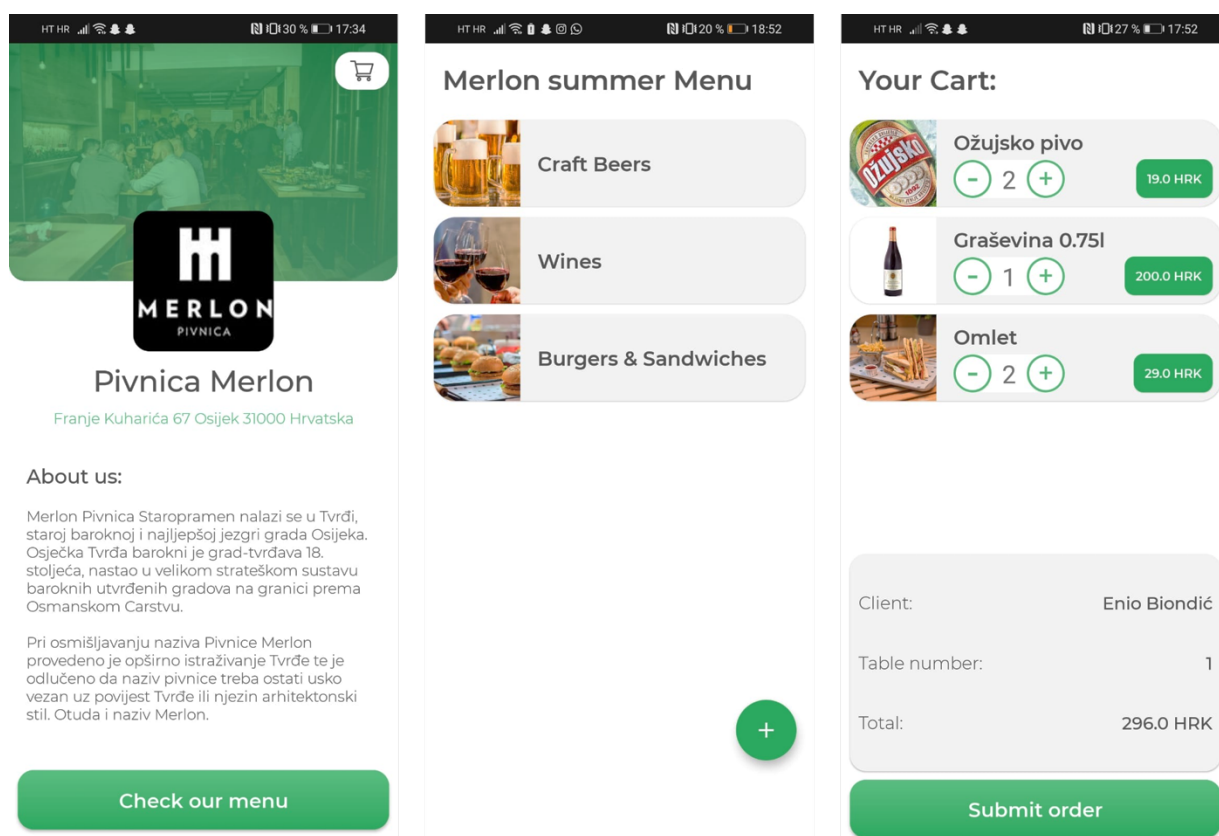 HT HR 30 % 17:34
MERLON
PIVNICA
Pivnica Merlon
Franje Kuharića 67 Osijek 31000 Hrvatska
About us:
Merlon Pivnica Staropramen nalazi se u Tvrđi,
staroj baroknoj i najljepšoj jezgri grada Osijeka.
Osječka Tvrđa barokni je grad-tvrđava 18.
stoljeća, nastao u velikom strateškom sustavu
baroknih utvrđenih gradova na granici prema
Osmanskom Carstvu.
Pri osmišljavanju naziva Pivnice Merlon
provedeno je opširno istraživanje Tvrđe te je
odlučeno da naziv pivnice treba ostati usko
vezan uz povijest Tvrđe ili njezin arhitektonski
stil. Otuda i naziv Merlon.
Check our menu
HT HR 20 % 18:52
Merlon summer Menu
Craft Beers
Wines
Burgers & Sandwiches
+
HT HR 27 % 17:52
Your Cart:
OŽUJSKO
1892
Ožujsko pivo
- 2 + 19.0 HRK
Graševina 0.75l
- 1 + 200.0 HRK
Omlet
- 2 + 29.0 HRK
Client: Enio Biondić
Table number: 1
Total: 296.0 HRK
Submit order